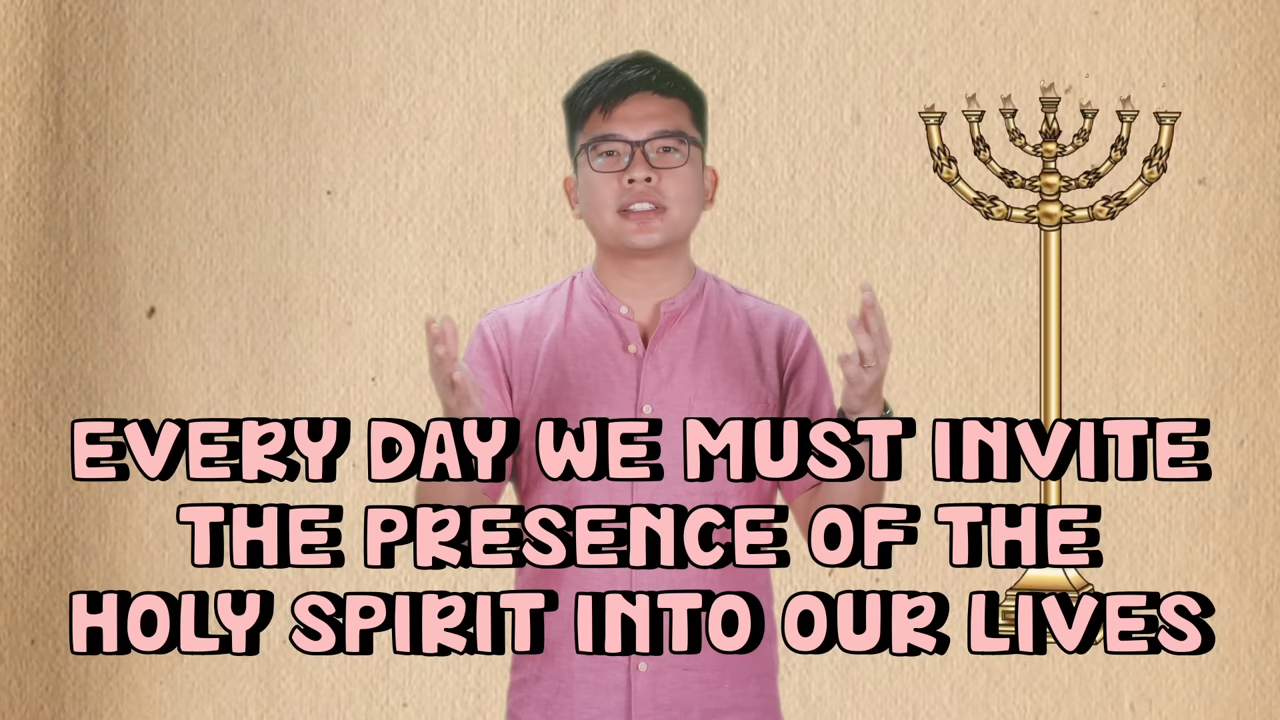 EVERY DAY WE MUST INVITE
THE PRESENCE OF THE
HOLY SPIRIT INTO OUR LIVES